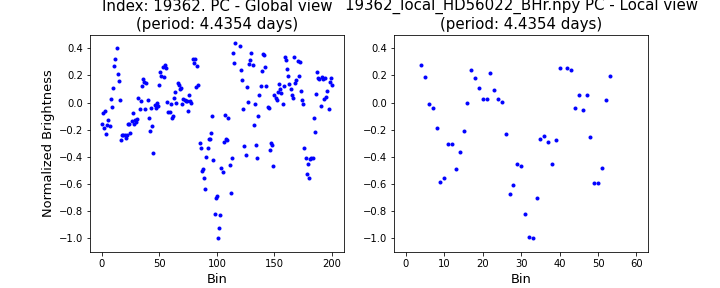 Index: 19362. PC - Global view
(period: 4.4354 days)
19362_local_HD56022_BHr.npy PC - Local view
(period: 4.4354 days)
Normalized Brightness
0.4
0.2
0.0
−0.2
−0.4
−0.6
−0.8
−1.0
0 50 100 150 200
Bin
0.4
0.2
0.0
−0.2
−0.4
−0.6
−0.8
−1.0
0 10 20 30 40 50 60
Bin